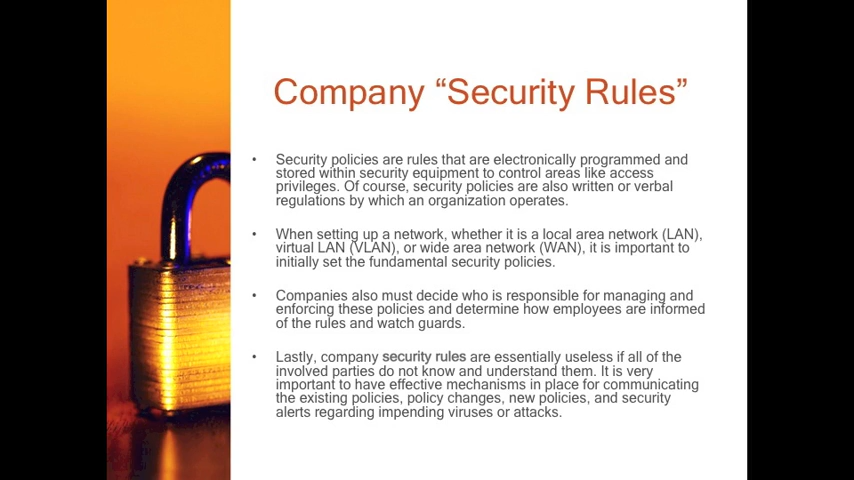 Company “Security Rules”
• Security policies are rules that are electronically programmed and
stored within security equipment to control areas like access
privileges. Of course, security policies are also written or verbal
regulations by which an organization operates.
• When setting up a network, whether it is a local area network (LAN),
virtual LAN (VLAN), or wide area network (WAN), it is important to
initially set the fundamental security policies.
• Companies also must decide who is responsible for managing and
enforcing these policies and determine how employees are informed
of the rules and watch guards.
• Lastly, company security rules are essentially useless if all of the
involved parties do not know and understand them. It is very
important to have effective mechanisms in place for communicating
the existing policies, policy changes, new policies, and security
alerts regarding impending viruses or attacks.